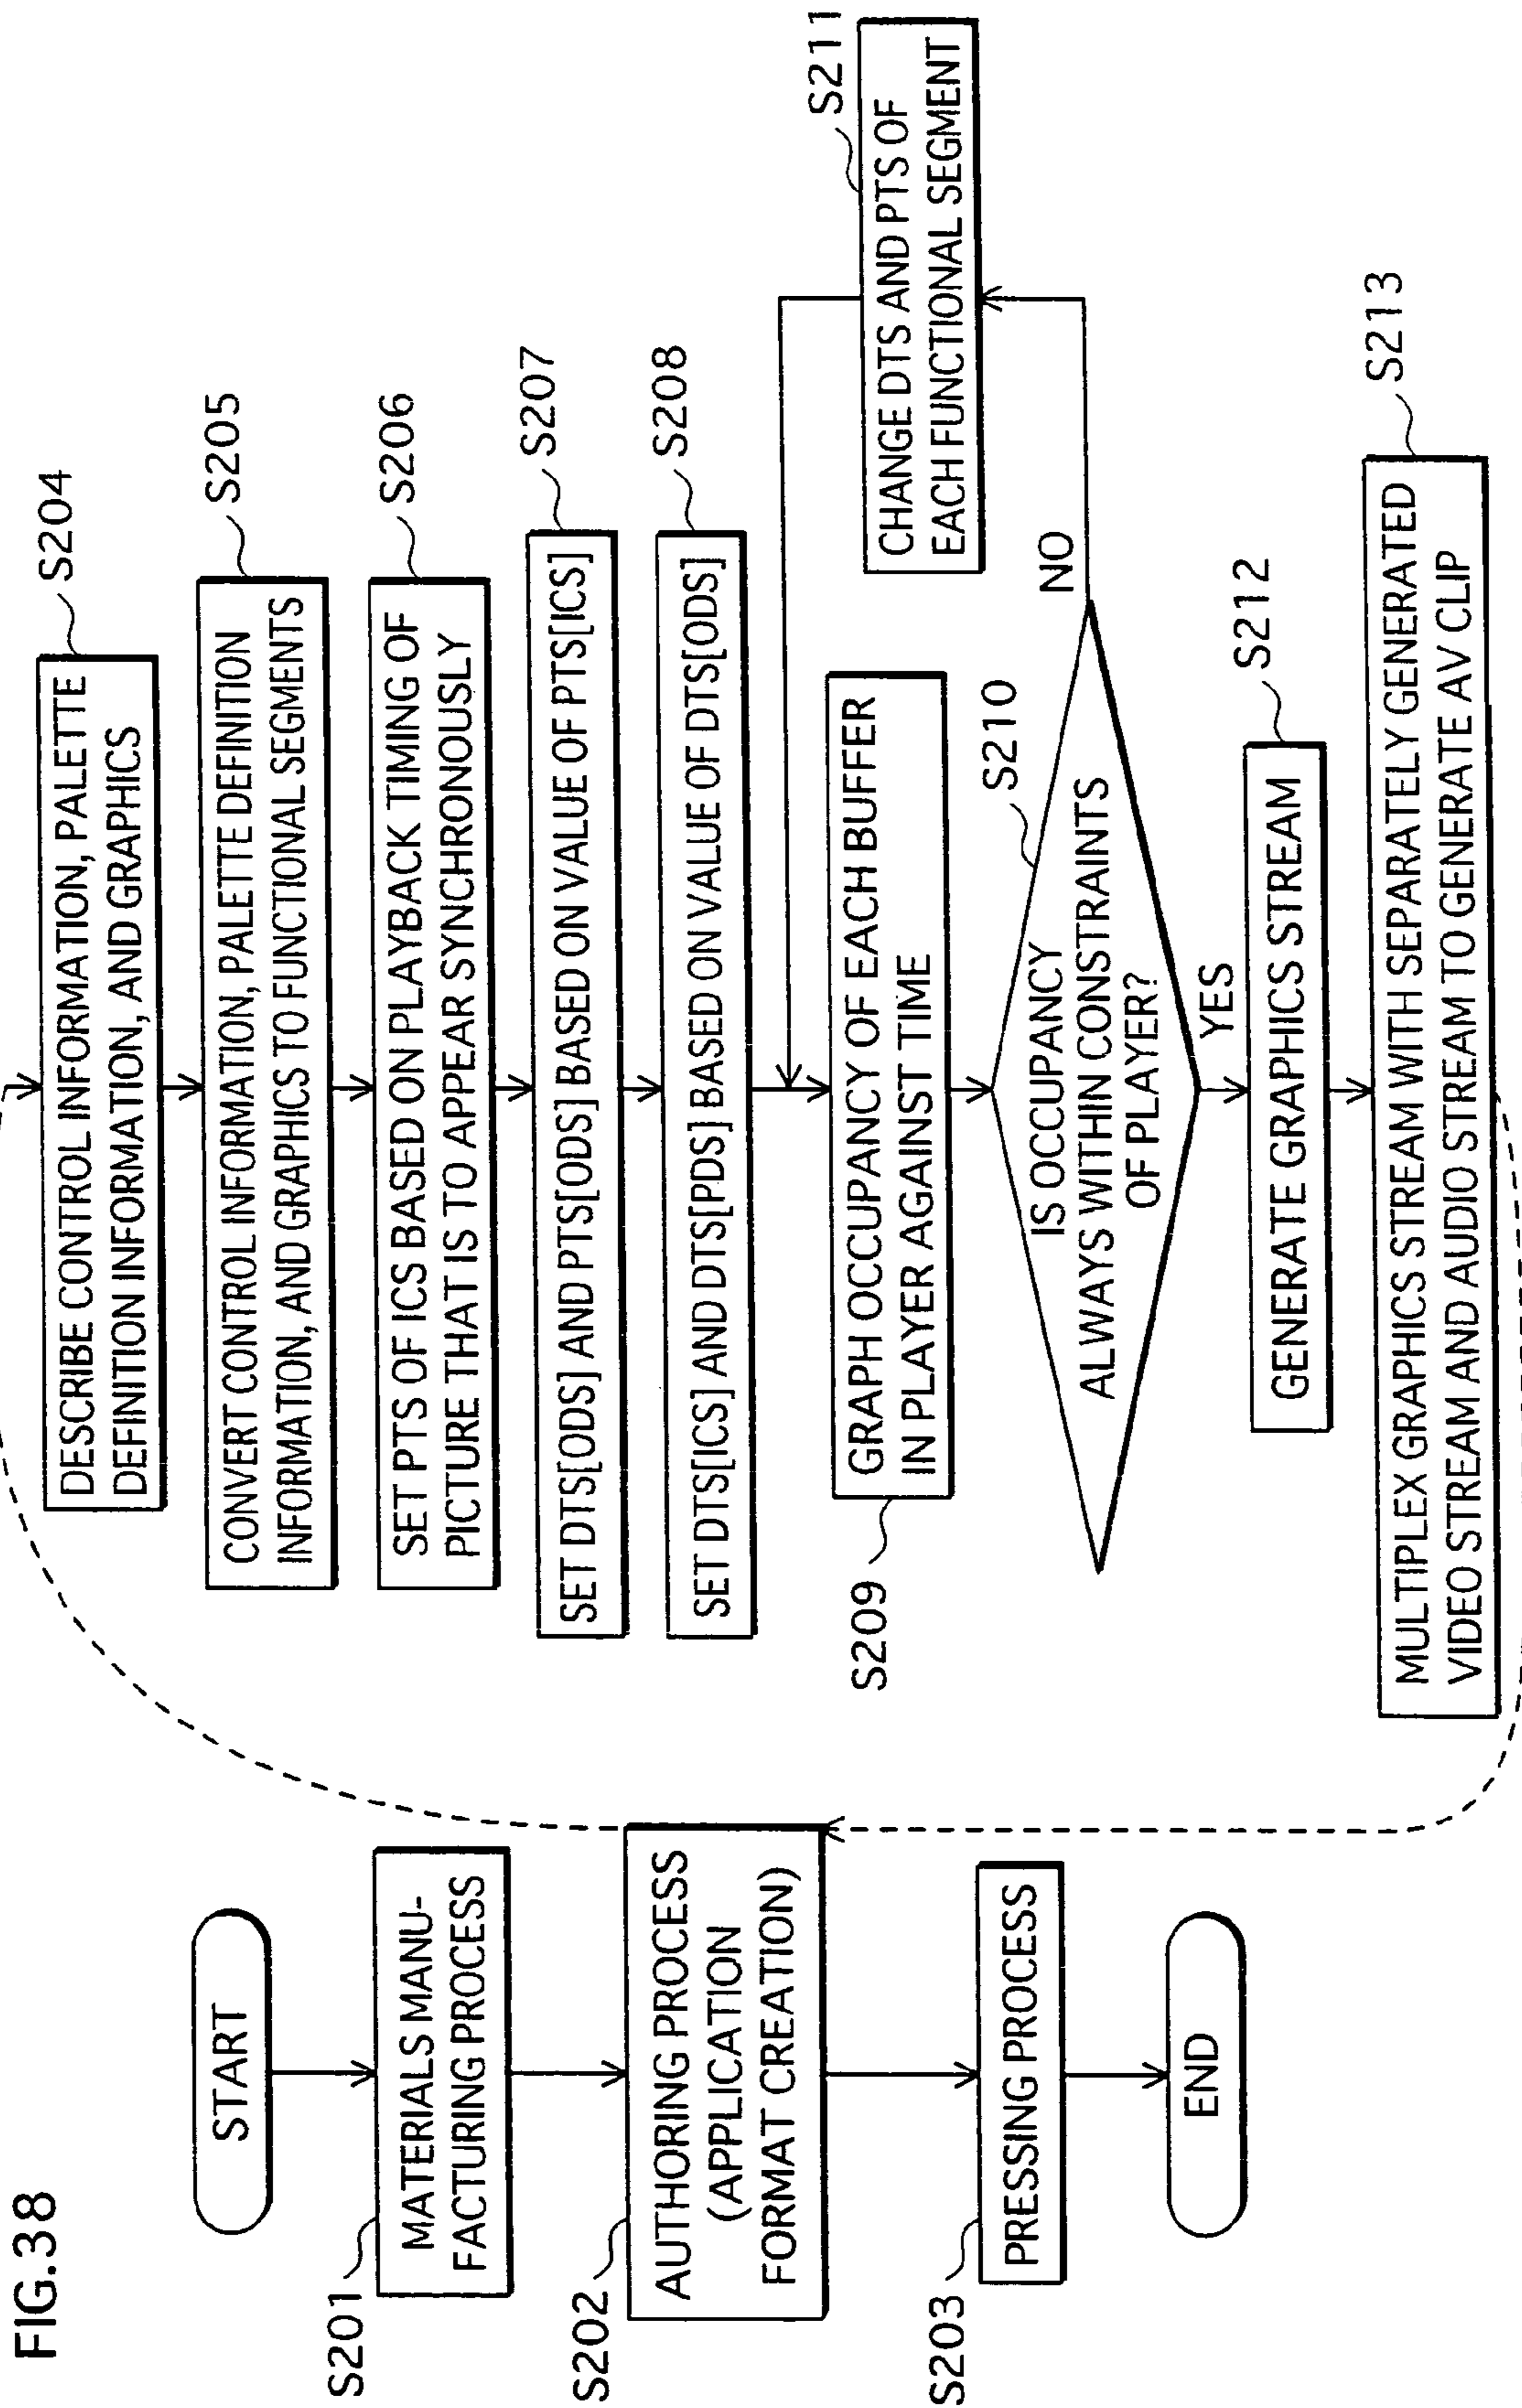 FIG.38
START
S201
MATERIALS MANU-
FACTURING PROCESS
S202
AUTHORING PROCESS
(APPLICATION
FORMAT CREATION)
S203
PRESSING PROCESS
END
S204
DESCRIBE CONTROL INFORMATION, PALETTE
DEFINITION INFORMATION, AND GRAPHICS
S205
CONVERT CONTROL INFORMATION, PALETTE DEFINITION
INFORMATION, AND GRAPHICS TO FUNCTIONAL SEGMENTS
S206
SET PTS OF ICS BASED ON PLAYBACK TIMING OF
PICTURE THAT IS TO APPEAR SYNCHRONOUSLY
S207
SET DTS[ODS] AND PTS[ODS] BASED ON VALUE OF PTS[ICS]
S208
SET DTS[ICS] AND DTS[PDS] BASED ON VALUE OF DTS[ODS]
S209
GRAPH OCCUPANCY OF EACH BUFFER
IN PLAYER AGAINST TIME
S210
IS OCCUPANCY
ALWAYS WITHIN CONSTRAINTS
OF PLAYER?
NO
YES
S211
CHANGE DTS AND PTS OF
EACH FUNCTIONAL SEGMENT
S212
GENERATE GRAPHICS STREAM
S213
MULTIPLEX GRAPHICS STREAM WITH SEPARATELY GENERATED
VIDEO STREAM AND AUDIO STREAM TO GENERATE AV CLIP